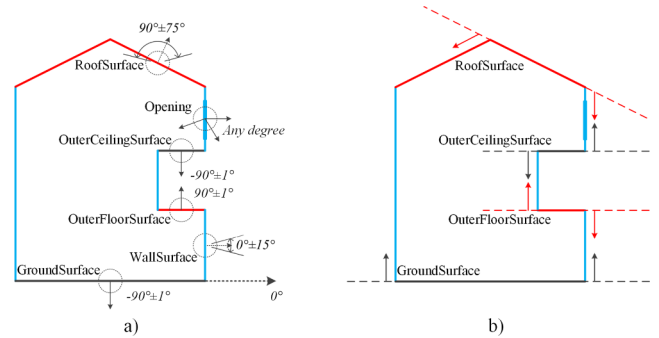 90°±75°
RoofSurface
Opening
Any degree
OuterCeilingSurface
-90°±1°
90°±1°
OuterFloorSurface
WallSurface
0°±15°
GroundSurface
-90°±1°
0°
a)
RoofSurface
OuterCeilingSurface
OuterFloorSurface
GroundSurface
b)